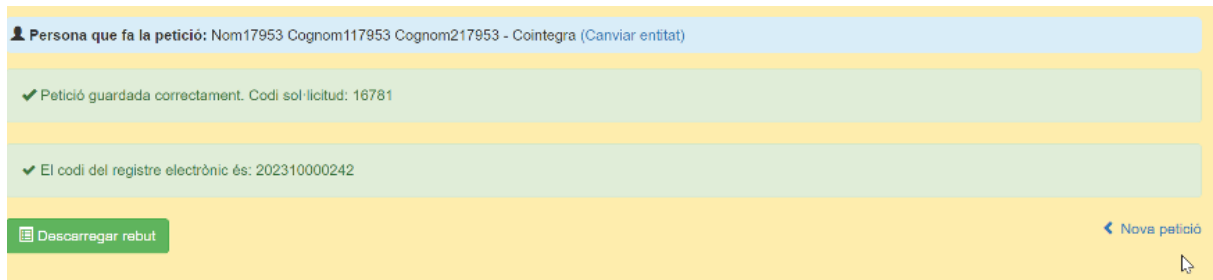 Persona que fa la petició: Nom17953 Cognom117953 Cognom217953 - Cointegra (Canviar entitat)
Petició guardada correctament. Codi sol·licitud: 16781
El codi del registre electrònic és: 202310000242
Descarregar rebut
Nova petició